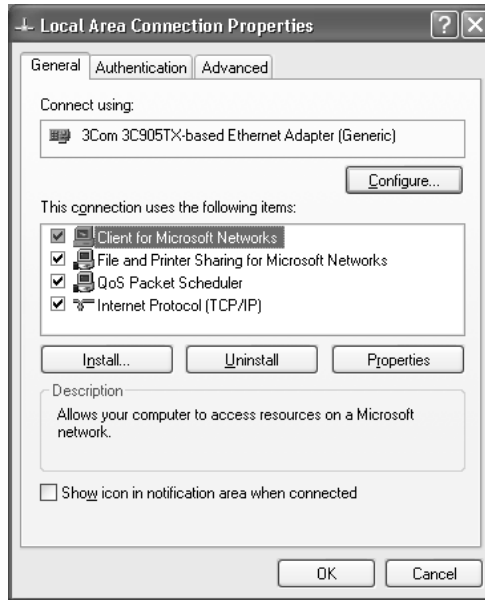 Local Area Connection Properties
General Authentication Advanced
Connect using:
3Com 3C905TX-based Ethernet Adapter (Generic)
Configure...
This connection uses the following items:
Client for Microsoft Networks
File and Printer Sharing for Microsoft Networks
QoS Packet Scheduler
Internet Protocol (TCP/IP)
Install... Uninstall Properties
Description
Allows your computer to access resources on a Microsoft
network.
Show icon in notification area when connected
OK Cancel